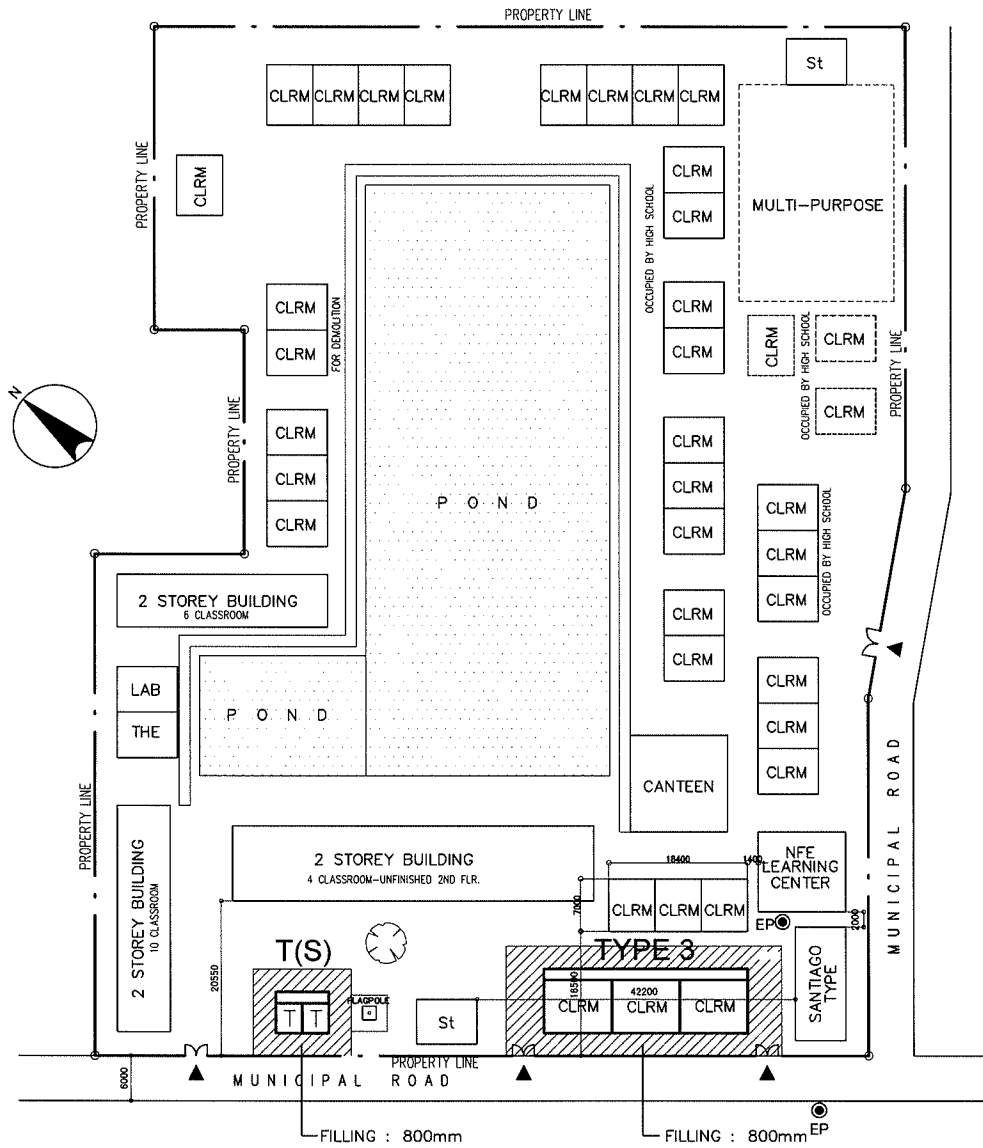 PROPERTY LINE
St
CLRM CLRM CLRM CLRM
CLRM CLRM CLRM CLRM
PROPERTY LINE
CLRM
CLRM
CLRM
OCCUPIED BY HIGH SCHOOL
MULTI-PURPOSE
CLRM
CLRM
FOR DEMOLITION
CLRM
CLRM
CLRM
OCCUPIED BY HIGH SCHOOL
CLRM
CLRM
PROPERTY LINE
N
PROPERTY LINE
CLRM
CLRM
CLRM
POND
CLRM
CLRM
CLRM
CLRM
CLRM
CLRM
OCCUPIED BY HIGH SCHOOL
2 STOREY BUILDING
6 CLASSROOM
CLRM
CLRM
LAB
THE
POND
CLRM
CLRM
CLRM
CANTEEN
MUNICIPAL ROAD
PROPERTY LINE
2 STOREY BUILDING
10 CLASSROOM
2 STOREY BUILDING
4 CLASSROOM-UNFINISHED 2ND FLR.
18400
1400
NFE
LEARNING
CENTER
7000
CLRM CLRM CLRM
EP
2000
20550
T(S)
TYPE 3
16500
42200
SANTIAGO
TYPE
T T
FLAGPOLE
St
CLRM CLRM CLRM
PROPERTY LINE
6000
MUNICIPAL ROAD
FILLING : 800mm
FILLING : 800mm
EP